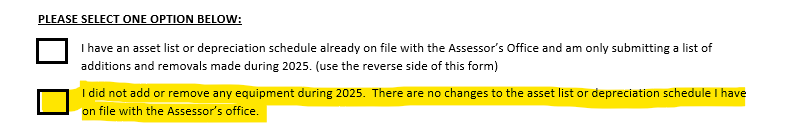 PLEASE SELECT ONE OPTION BELOW:
I have an asset list or depreciation schedule already on file with the Assessor’s Office and am only submitting a list of
additions and removals made during 2025. (use the reverse side of this form)
I did not add or remove any equipment during 2025.  There are no changes to the asset list or depreciation schedule I have
on file with the Assessor’s office.